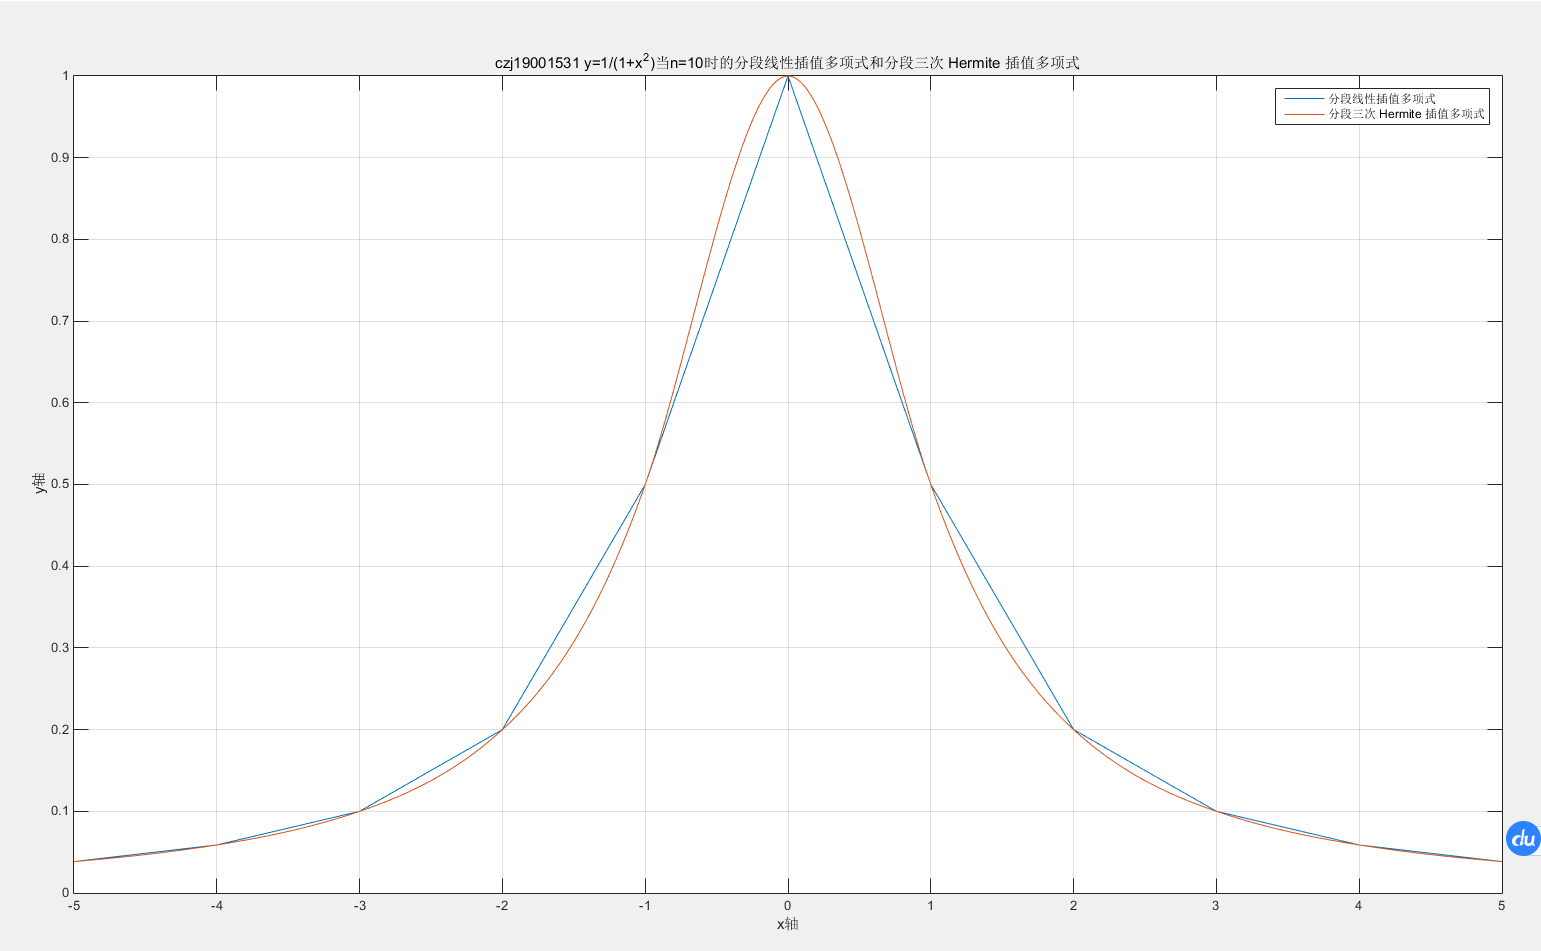 czj19001531 y=1/(1+x²)当n=10时的分段线性插值多项式和分段三次 Hermite 插值多项式
分段线性插值多项式
分段三次 Hermite 插值多项式
1
0.9
0.8
0.7
0.6
0.5
0.4
0.3
0.2
0.1
0
y轴
-5 -4 -3 -2 -1 0 1 2 3 4 5
x轴
du